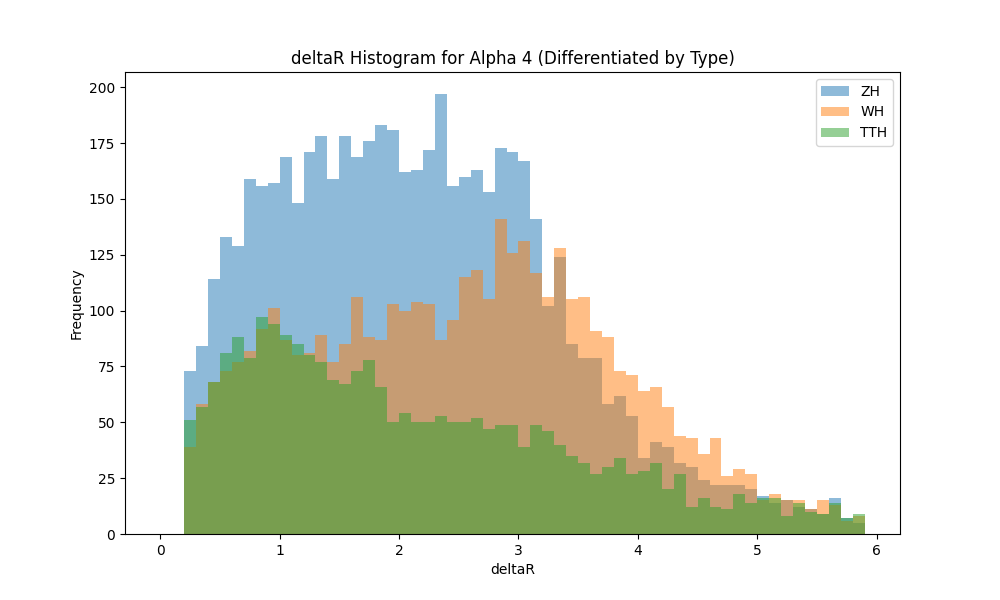 deltaR Histogram for Alpha 4 (Differentiated by Type)
ZH
WH
TTH
200
175
150
125
100
75
50
25
0
Frequency
0 1 2 3 4 5 6
deltaR